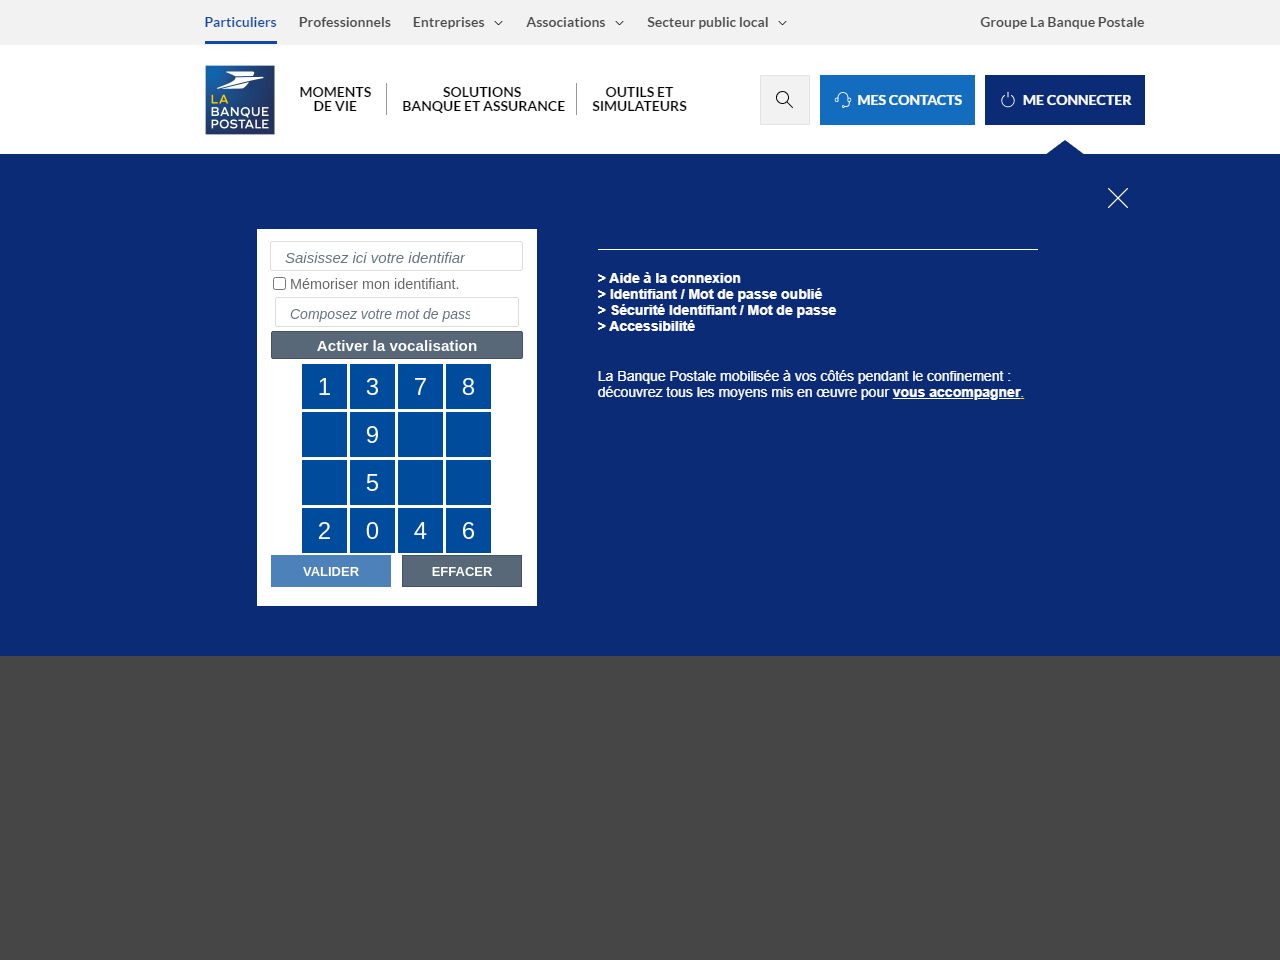 Particuliers Professionnels Entreprises Associations Secteur public local Groupe La Banque Postale
LA
BANQUE
POSTALE
MOMENTS
DE VIE
SOLUTIONS
BANQUE ET ASSURANCE
OUTILS ET
SIMULATEURS
MES CONTACTS
ME CONNECTER
Saisissez ici votre identifiar
Mémoriser mon identifiant.
Composez votre mot de pass
Activer la vocalisation
1 3 7 8
9
5
2 0 4 6
VALIDER EFFACER
> Aide à la connexion
> Identifiant / Mot de passe oublié
> Sécurité Identifiant / Mot de passe
> Accessibilité
La Banque Postale mobilisée à vos côtés pendant le confinement :
découvrez tous les moyens mis en œuvre pour vous accompagner.